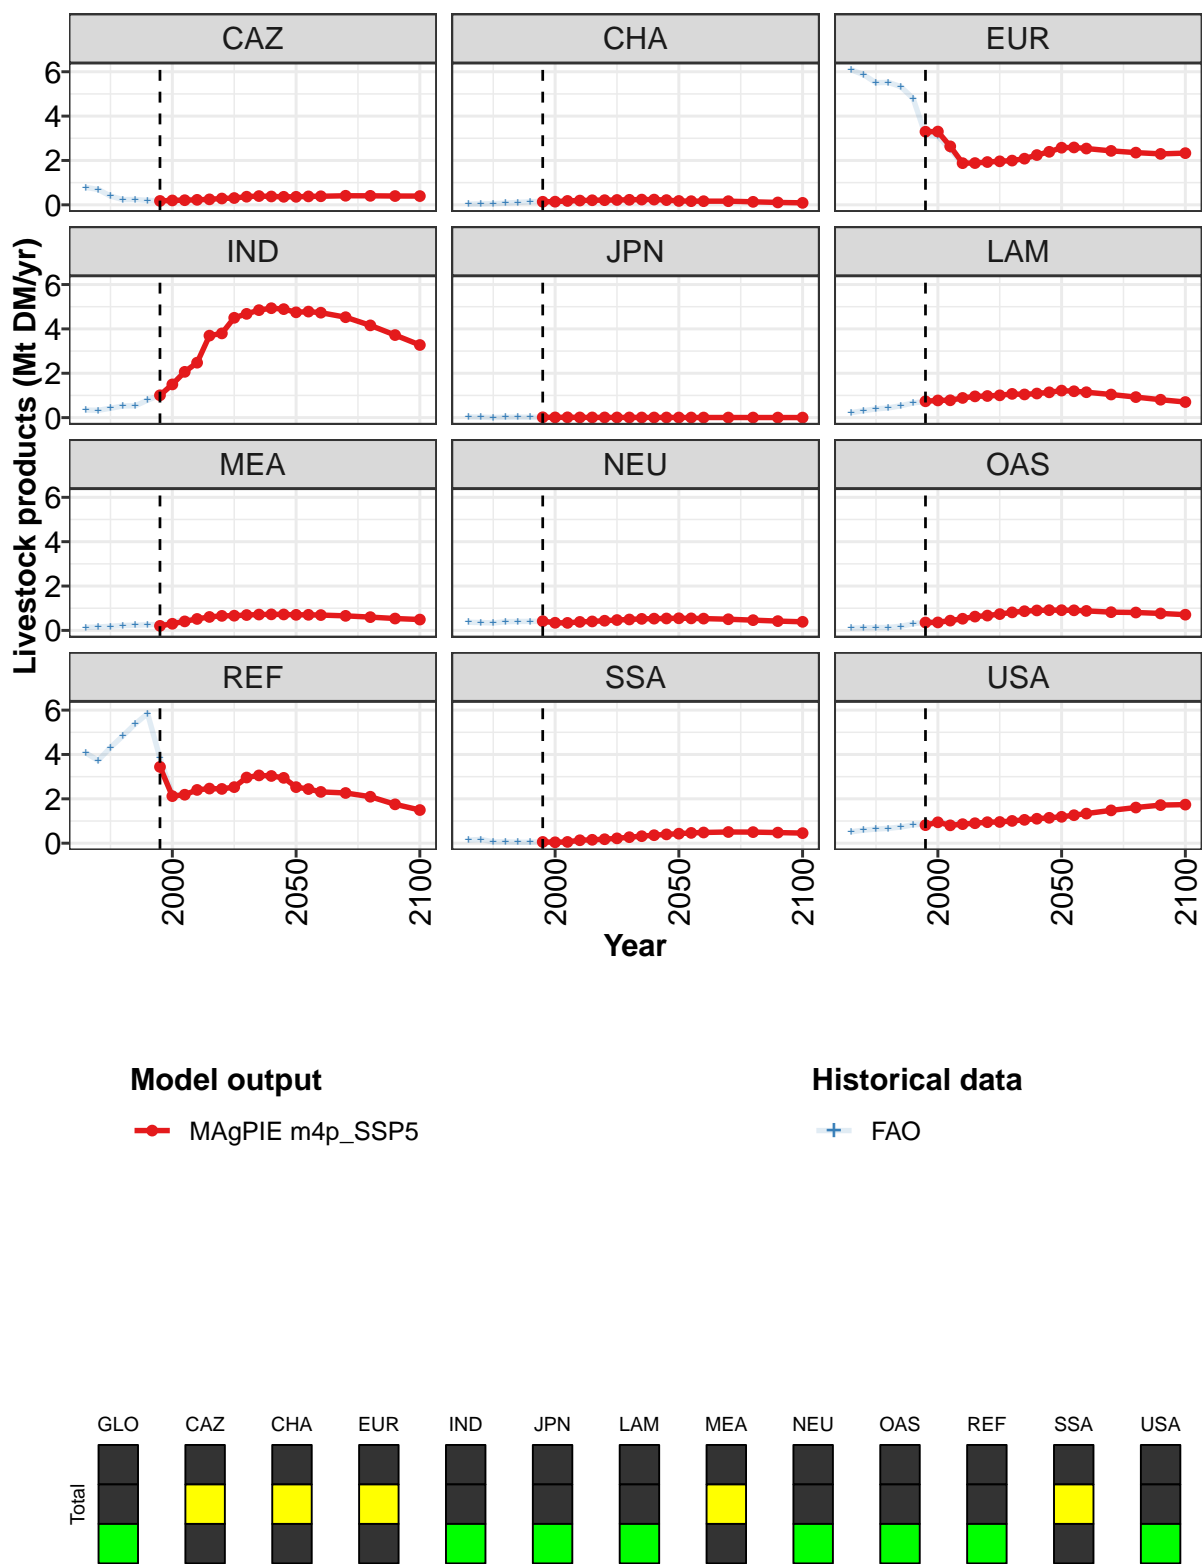 CAZ CHA EUR
6
4
2
0
IND JPN LAM
6
4
2
0
MEA NEU OAS
6
4
2
0
REF SSA USA
6
4
2
0
Livestock products (Mt DM/yr)
2000 2050 2100 2000 2050 2100 2000 2050 2100
Year
Model output Historical data
MAgPIE m4p_SSP5 FAO
GLO CAZ CHA EUR IND JPN LAM MEA NEU OAS REF SSA USA
Total